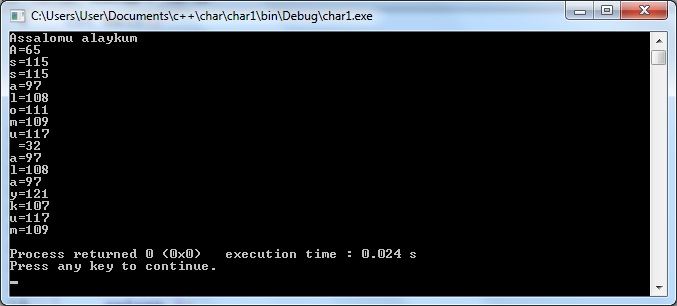 C:\Users\User\Documents\c++\char\char1\bin\Debug\char1.exe
Assalomu alaykum
A=65
s=115
s=115
a=97
l=108
o=111
m=109
u=117
 =32
a=97
l=108
a=97
y=121
k=107
u=117
m=109
Process returned 0 (0x0)   execution time : 0.024 s
Press any key to continue.